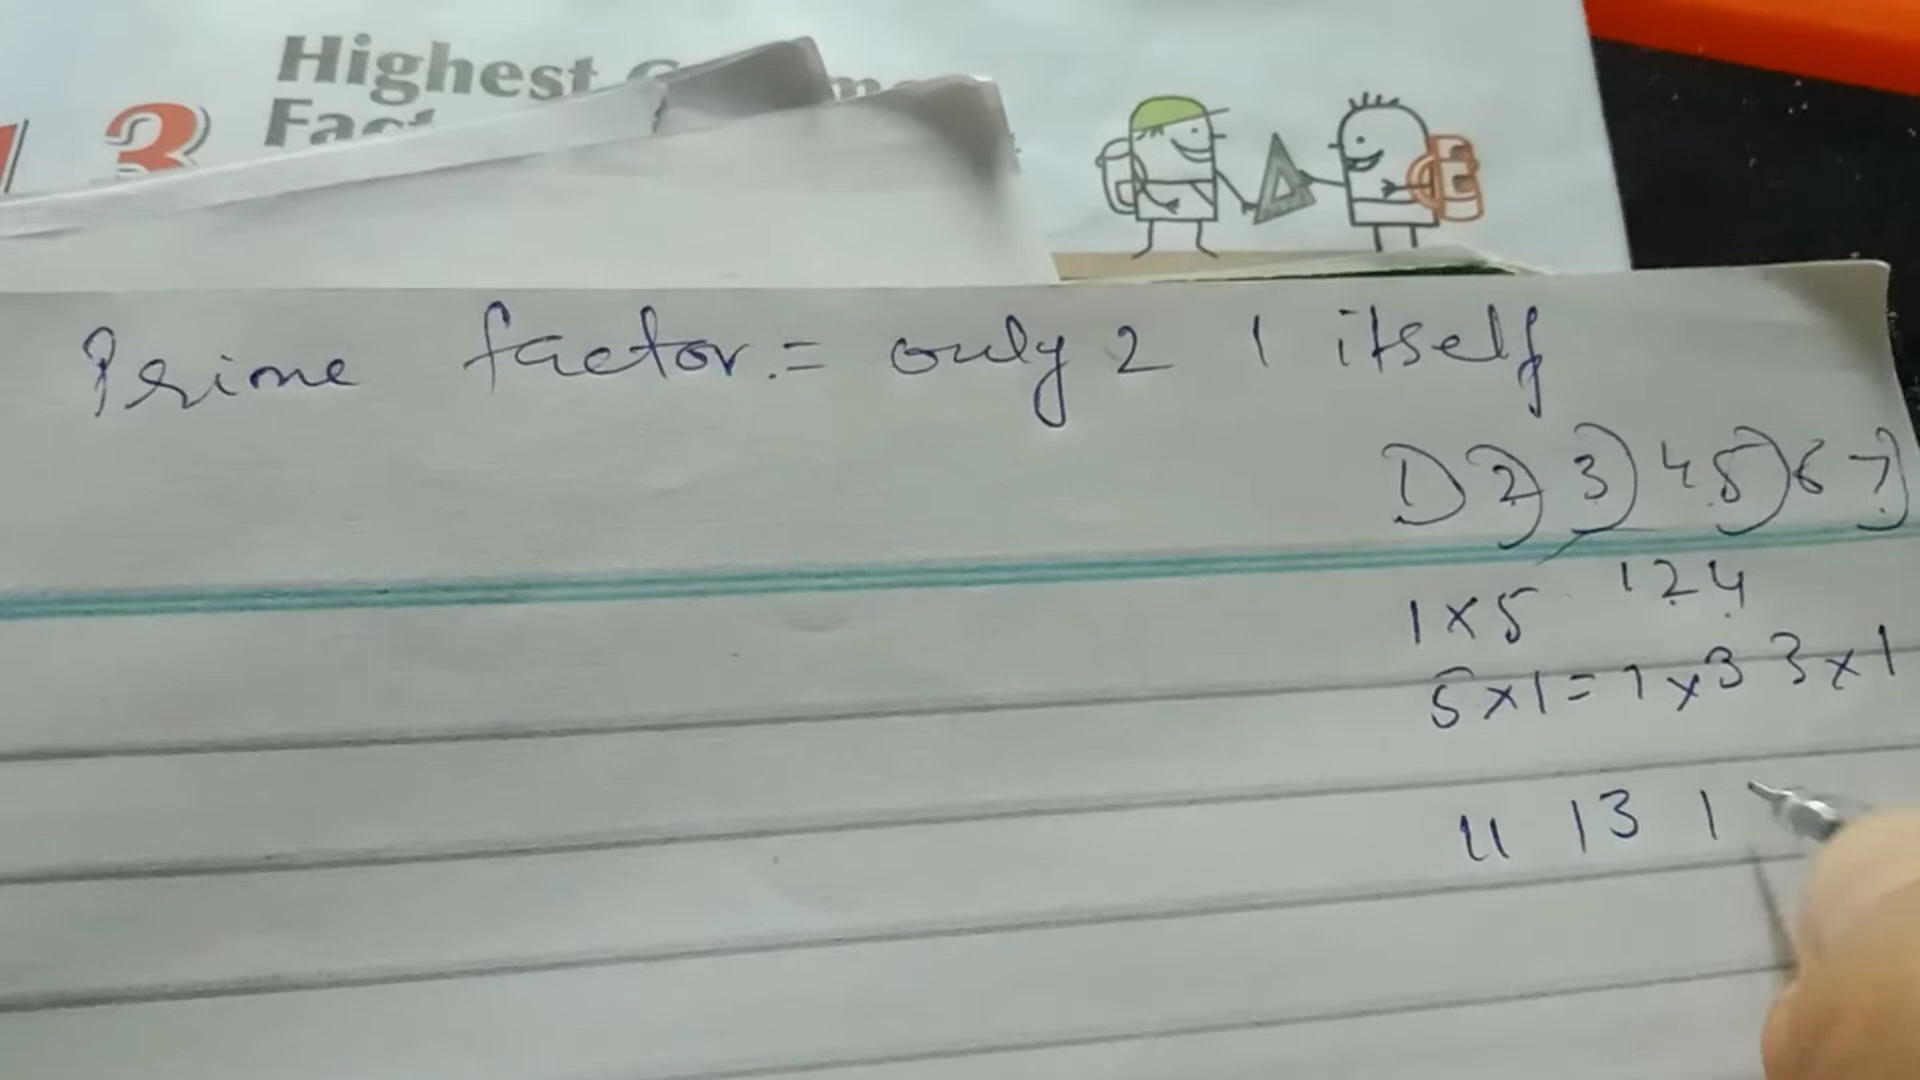 3 Highest
Fact
Prime factor. = only 2 1 itself
1) 2) 3) 4 5) 6 7)
1 x 5 1 2 4
5 x 1 = 1 x 3 3 x 1
11 13 1